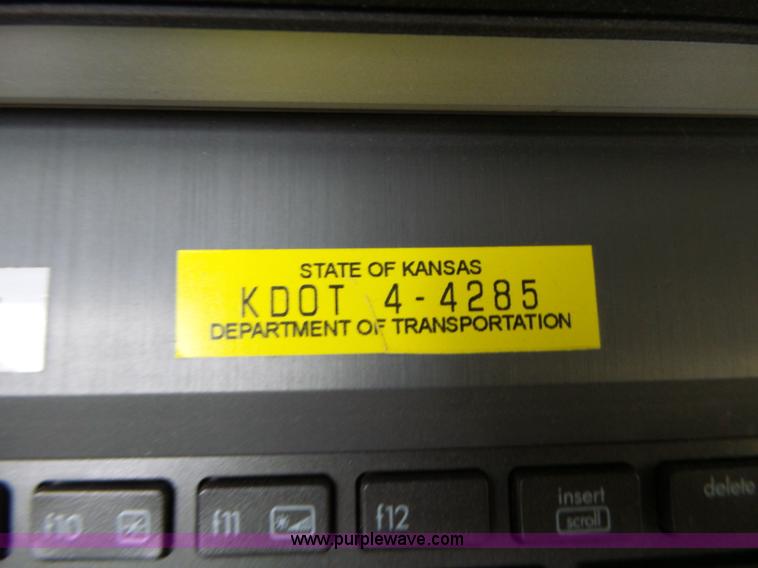 STATE OF KANSAS
KDOT 4-4285
DEPARTMENT OF TRANSPORTATION
f10
f11
f12
insert
scroll
delete
www.purplewave.com